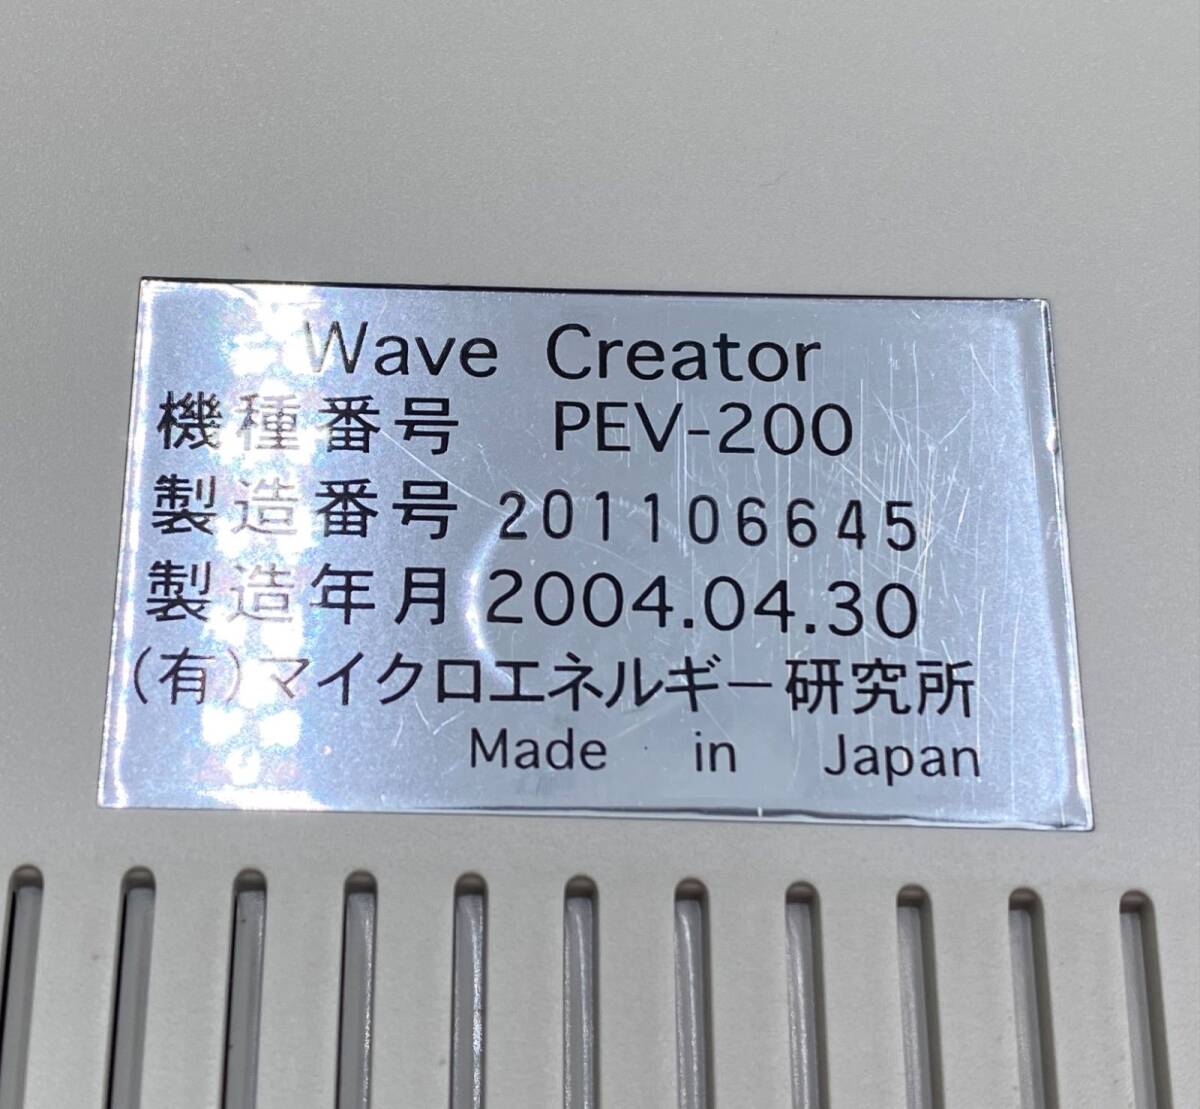 Wave Creator
機種番号 PEV-200
製造番号 201106645
製造年月 2004.04.30
(有)マイクロエネルギー研究所
Made in Japan